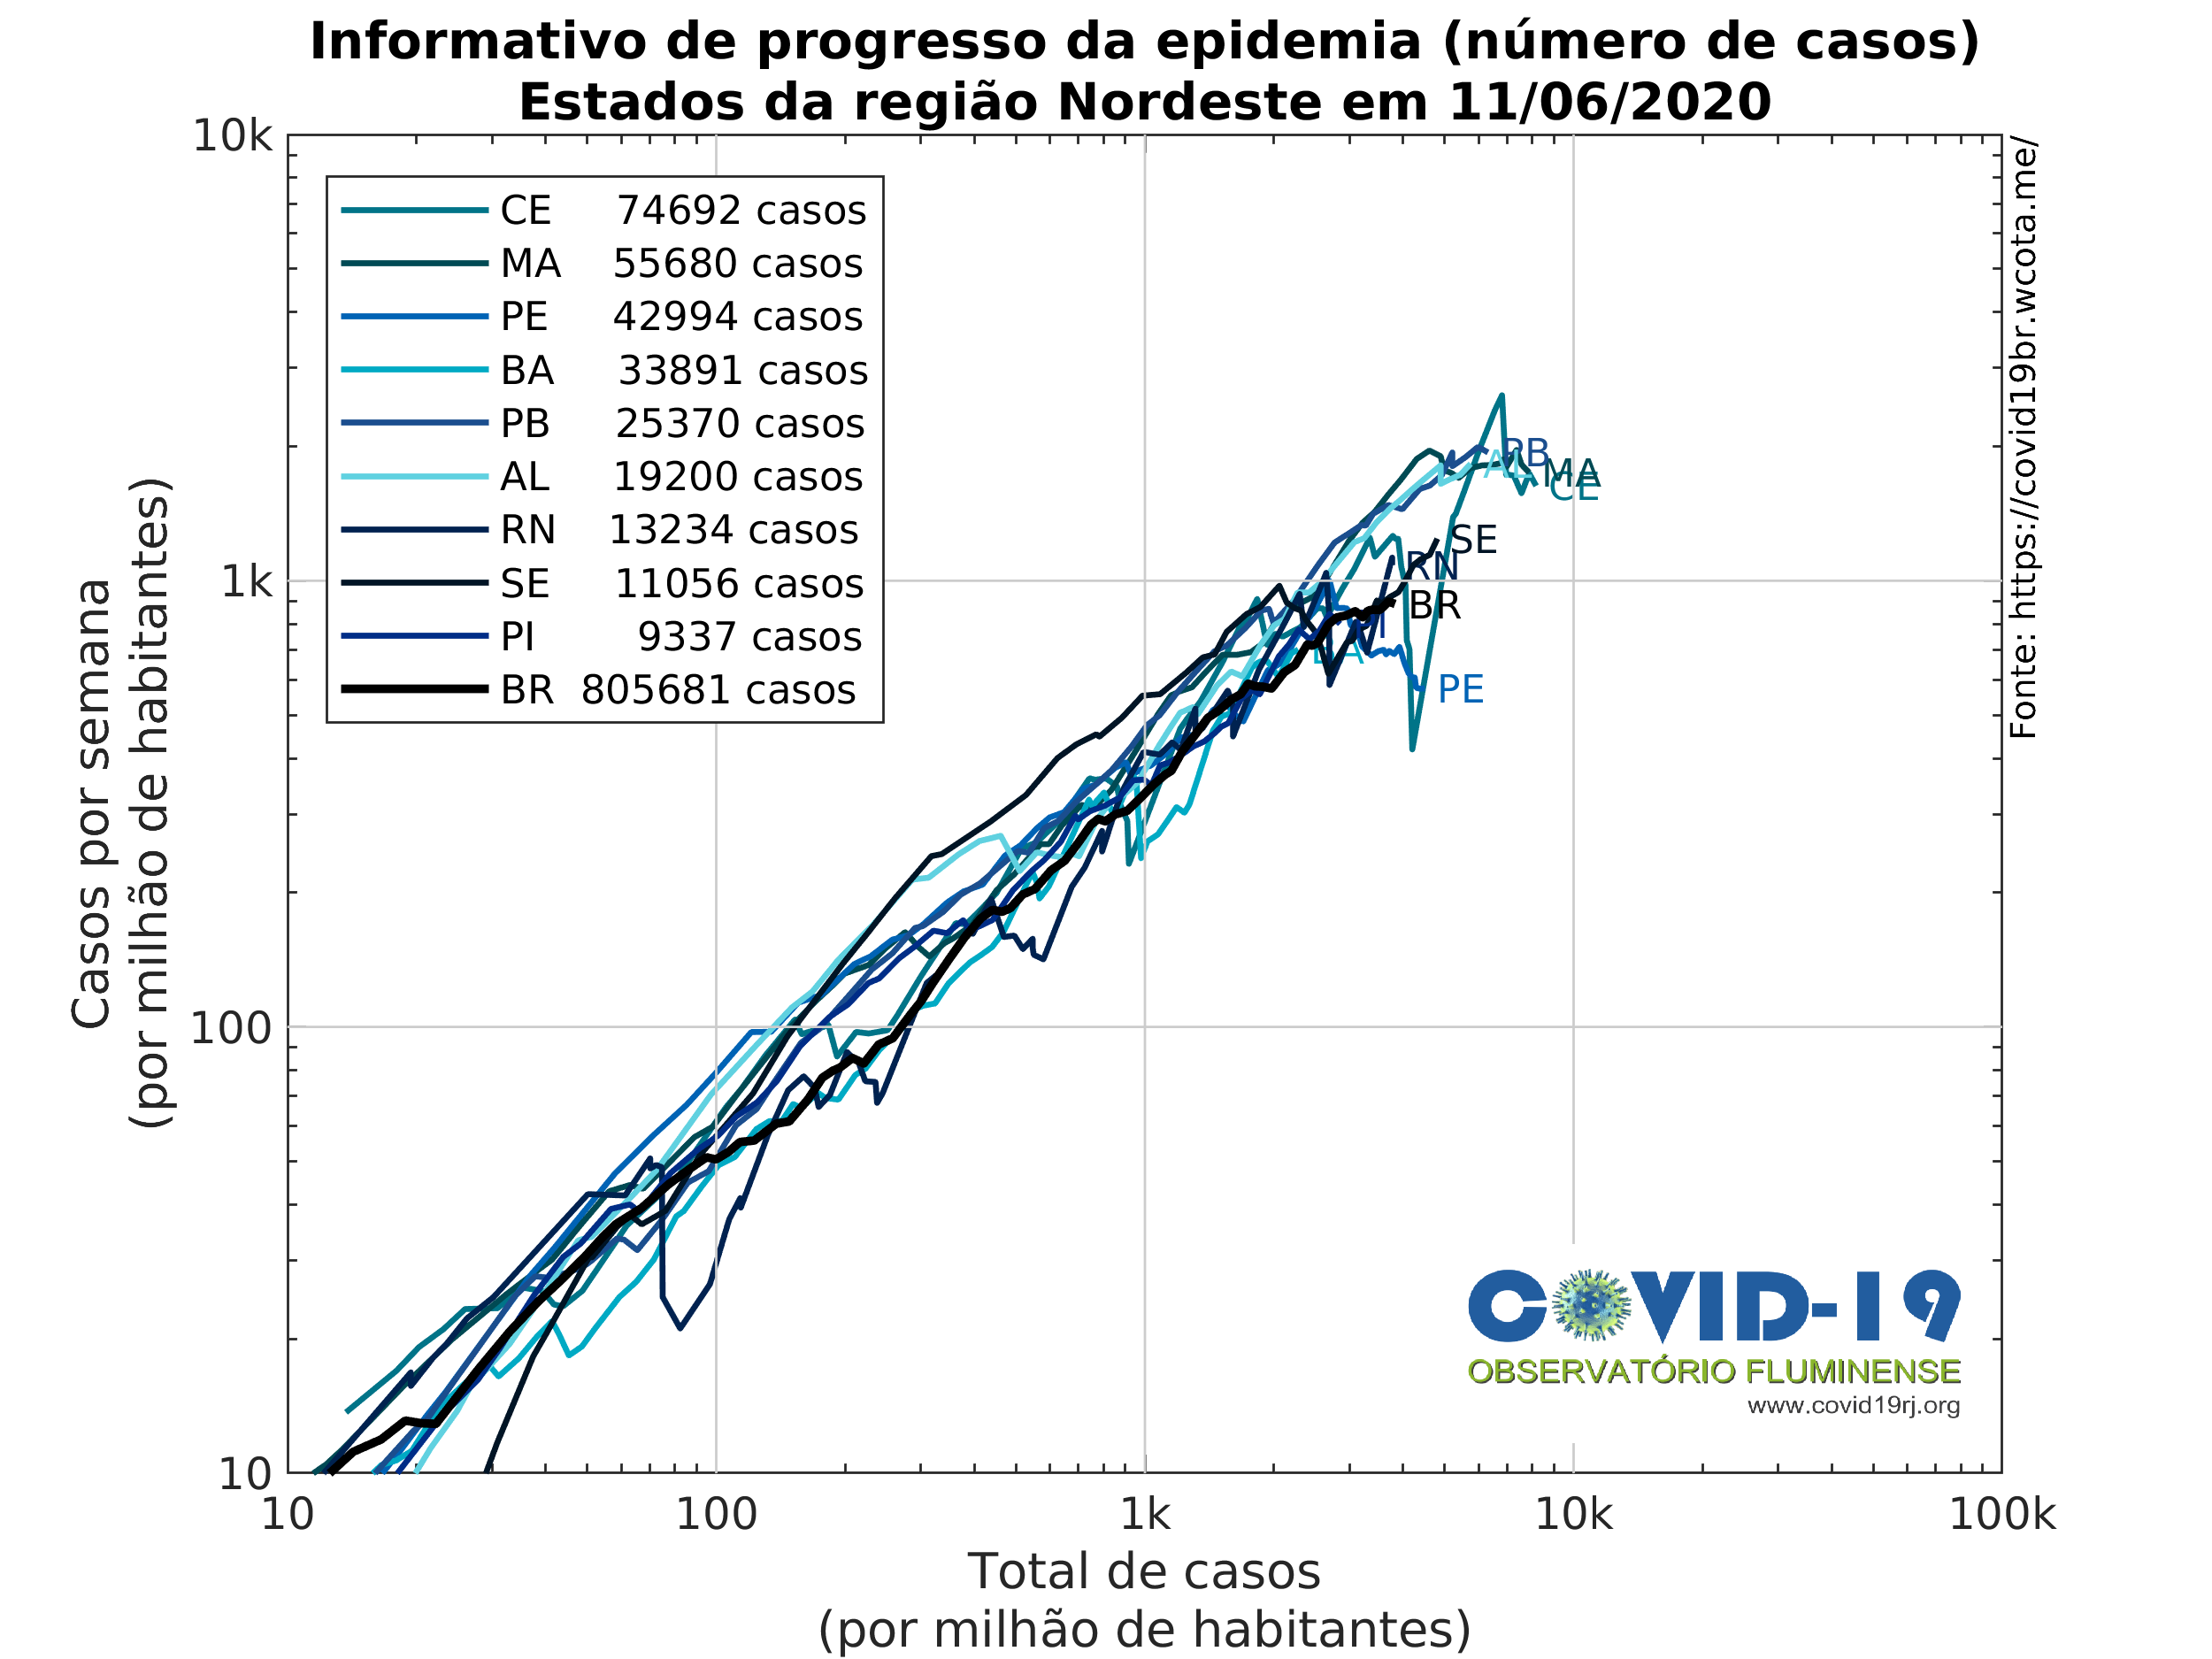 Informativo de progresso da epidemia (número de casos)
Estados da região Nordeste em 11/06/2020
10k
1k
100
10
Casos por semana
(por milhão de habitantes)
CE 74692 casos
MA 55680 casos
PE 42994 casos
BA 33891 casos
PB 25370 casos
AL 19200 casos
RN 13234 casos
SE 11056 casos
PI 9337 casos
BR 805681 casos
PB
AL
MA
CE
SE
RN
BR
PI
BA
PE
Fonte: https://covid19br.wcota.me/
COVID-19
OBSERVATÓRIO FLUMINENSE
www.covid19rj.org
10
100
1k
10k
100k
Total de casos
(por milhão de habitantes)